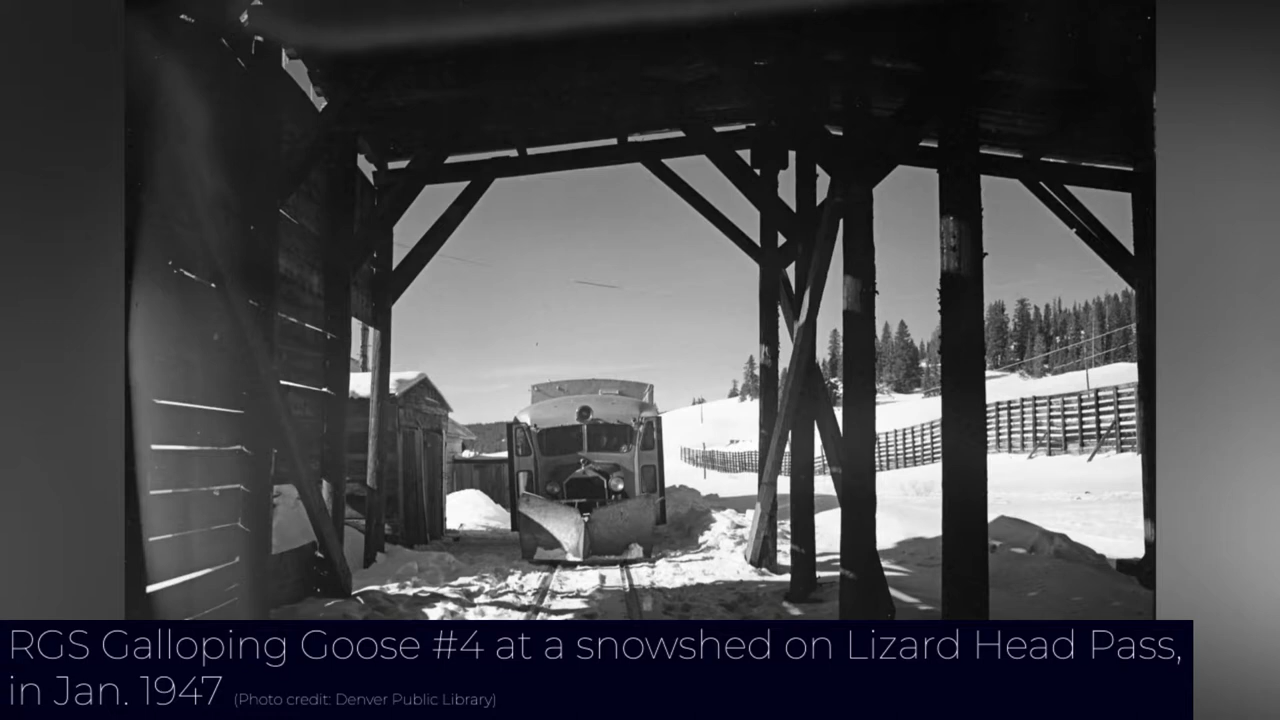 RGS Galloping Goose #4 at a snowshed on Lizard Head Pass,
in Jan. 1947 (Photo credit: Denver Public Library)